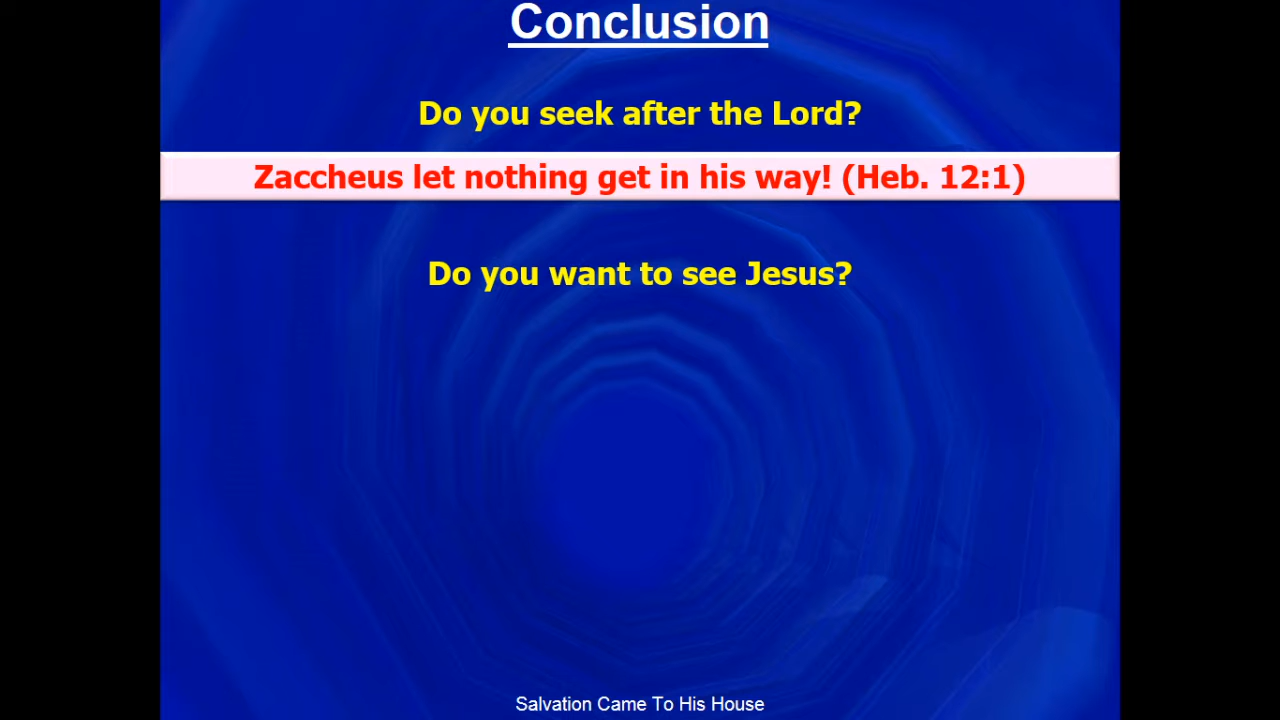 Conclusion
Do you seek after the Lord?
Zaccheus let nothing get in his way! (Heb. 12:1)
Do you want to see Jesus?
Salvation Came To His House